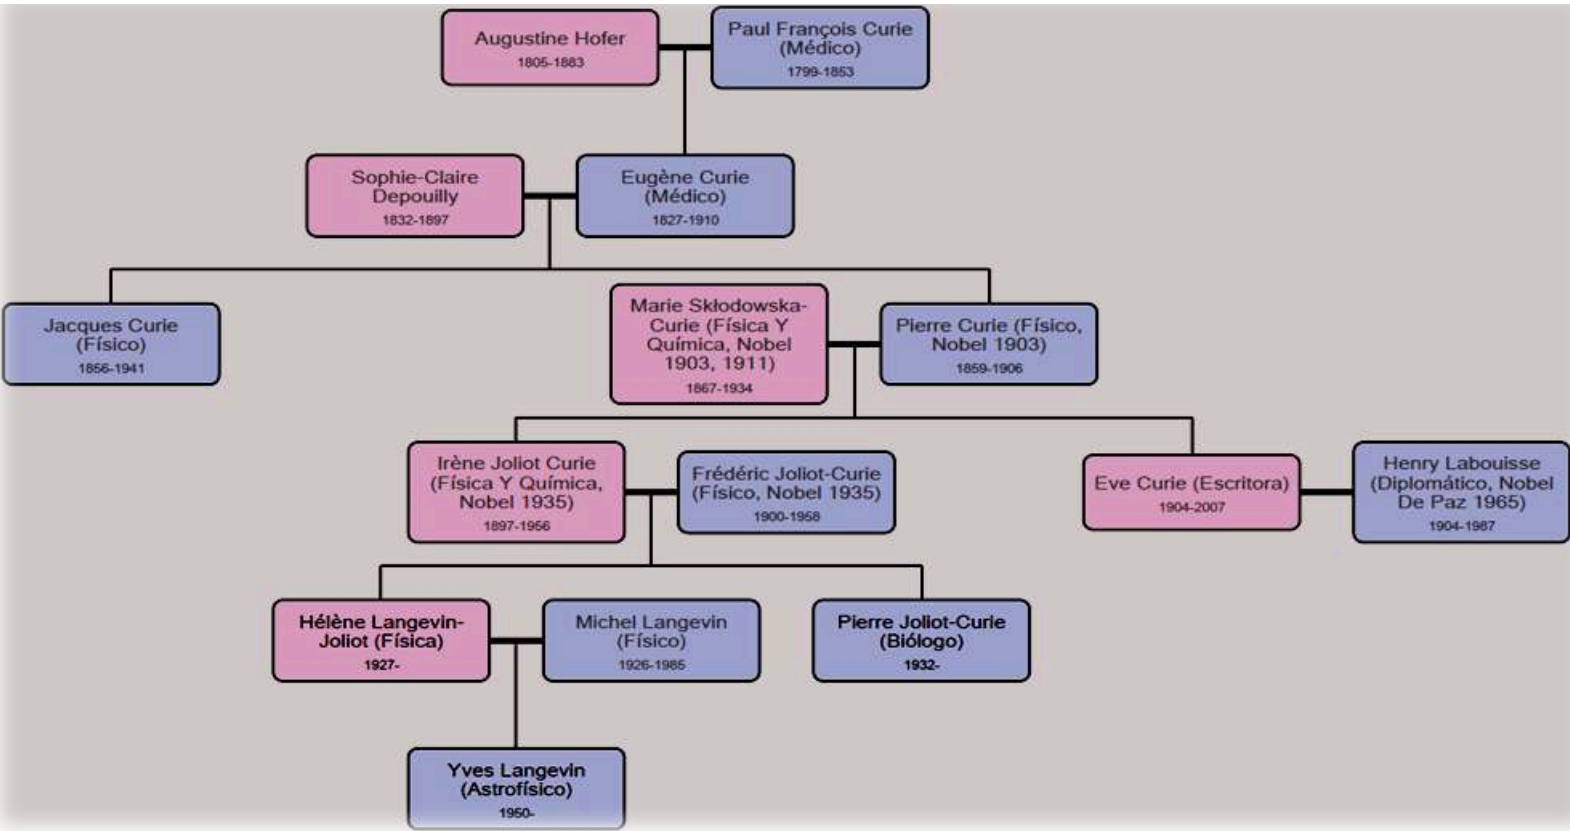 Augustine Hofer
1805-1883
Paul François Curie
(Médico)
1799-1853
Sophie-Claire
Depouilly
1832-1897
Eugène Curie
(Médico)
1827-1910
Jacques Curie
(Físico)
1856-1941
Marie Skłodowska-
Curie (Física Y
Química, Nobel
1903, 1911)
1867-1934
Pierre Curie (Físico,
Nobel 1903)
1859-1906
Irène Joliot Curie
(Física Y Química,
Nobel 1935)
1897-1956
Frédéric Joliot-Curie
(Físico, Nobel 1935)
1900-1958
Eve Curie (Escritora)
1904-2007
Henry Labouisse
(Diplomático, Nobel
De Paz 1965)
1904-1987
Hélène Langevin-
Joliot (Física)
1927-
Michel Langevin
(Físico)
1926-1985
Pierre Joliot-Curie
(Biólogo)
1932-
Yves Langevin
(Astrofísico)
1950-